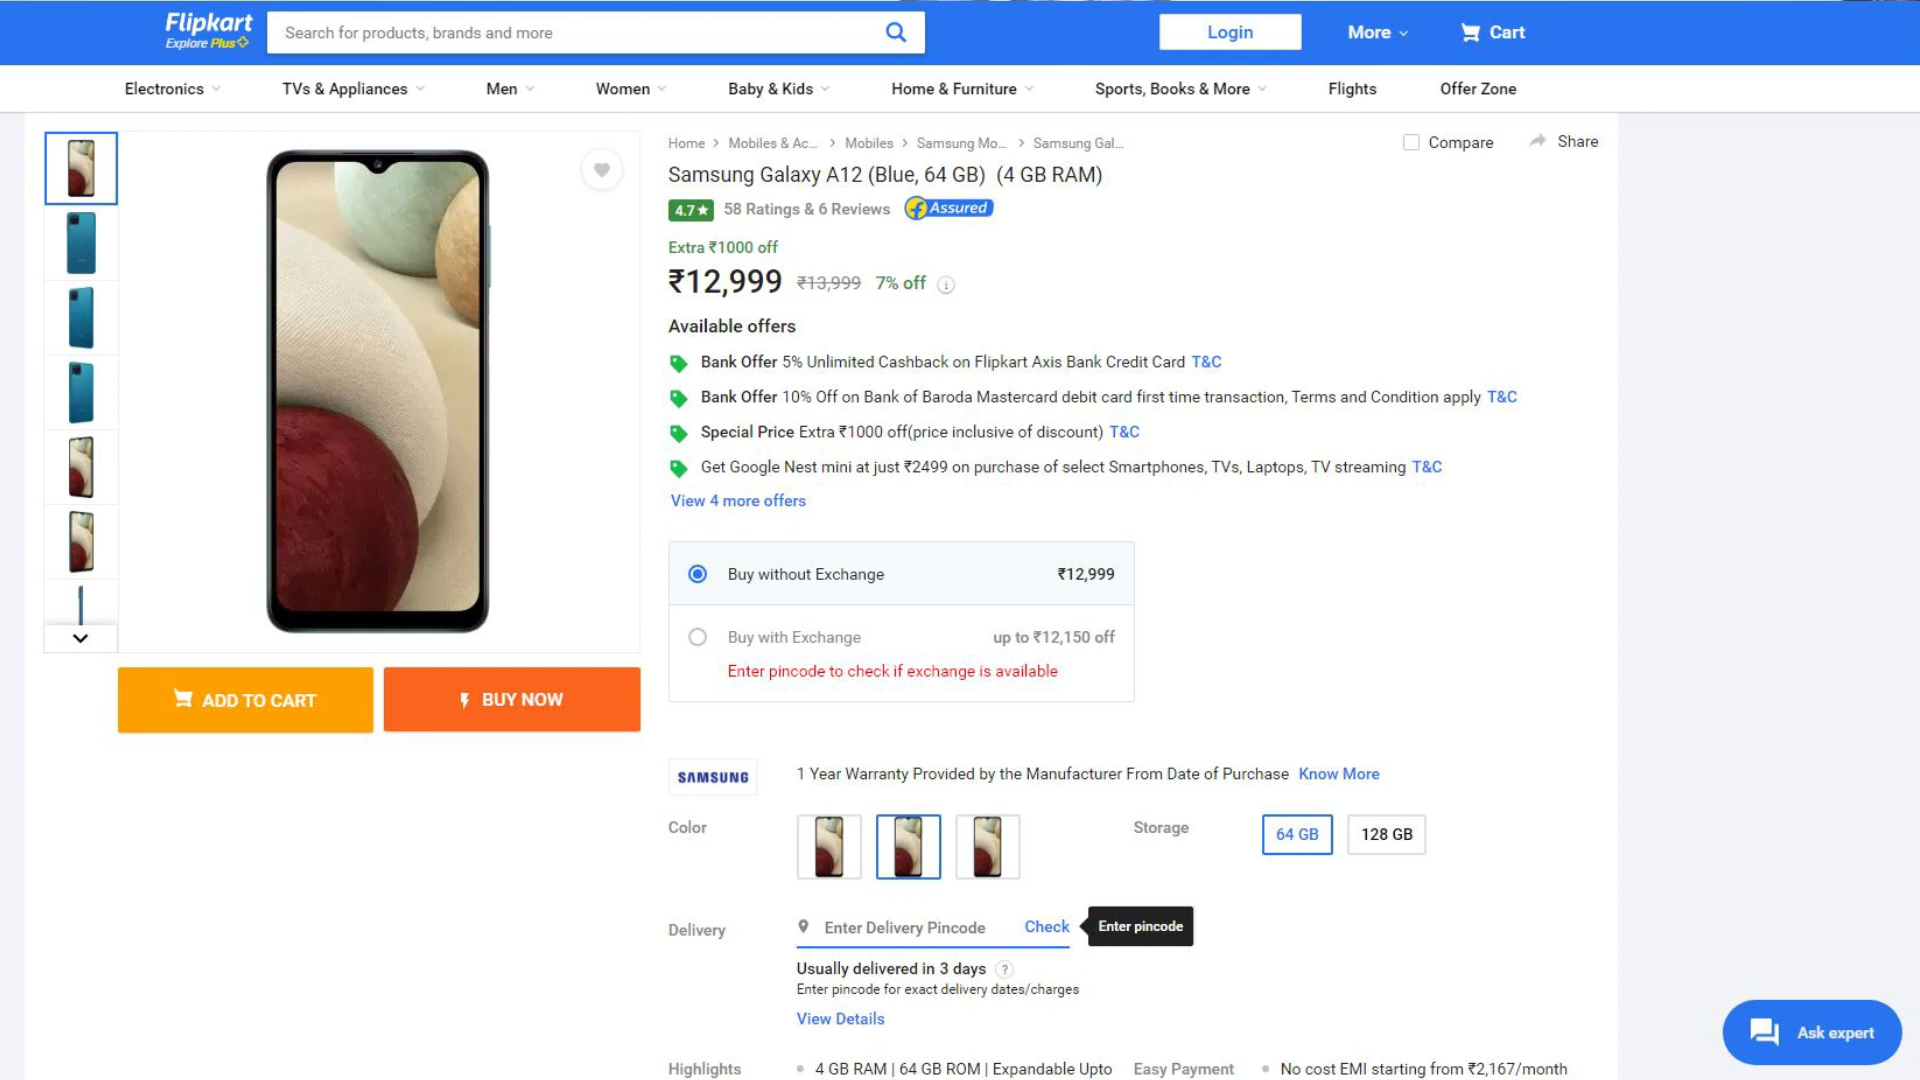 Flipkart
Explore Plus
Search for products, brands and more
Login
More
Cart
Electronics
TVs & Appliances
Men
Women
Baby & Kids
Home & Furniture
Sports, Books & More
Flights
Offer Zone
Home > Mobiles & Ac... > Mobiles > Samsung Mo... > Samsung Gal...
Compare
Share
Samsung Galaxy A12 (Blue, 64 GB) (4 GB RAM)
4.7★ 58 Ratings & 6 Reviews Assured
Extra ₹1000 off
₹12,999 ₹13,999 7% off
Available offers
Bank Offer 5% Unlimited Cashback on Flipkart Axis Bank Credit Card T&C
Bank Offer 10% Off on Bank of Baroda Mastercard debit card first time transaction, Terms and Condition apply T&C
Special Price Extra ₹1000 off(price inclusive of discount) T&C
Get Google Nest mini at just ₹2499 on purchase of select Smartphones, TVs, Laptops, TV streaming T&C
View 4 more offers
Buy without Exchange ₹12,999
Buy with Exchange up to ₹12,150 off
Enter pincode to check if exchange is available
ADD TO CART
BUY NOW
SAMSUNG
1 Year Warranty Provided by the Manufacturer From Date of Purchase Know More
Color
Storage
64 GB
128 GB
Delivery
Enter Delivery Pincode
Check
Enter pincode
Usually delivered in 3 days ?
Enter pincode for exact delivery dates/charges
View Details
Ask expert
Highlights
4 GB RAM | 64 GB ROM | Expandable Upto
Easy Payment
No cost EMI starting from ₹2,167/month